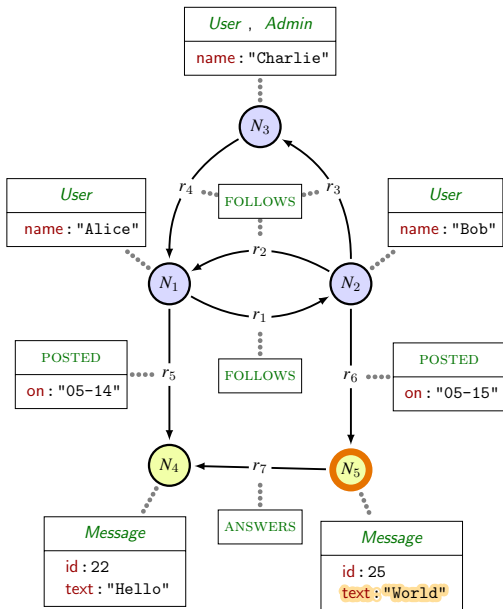 User , Admin
name : "Charlie"
N3
r4
FOLLOWS
r3
User
name : "Alice"
User
name : "Bob"
r2
N1
N2
r1
POSTED
on : "05-14"
r5
FOLLOWS
r6
POSTED
on : "05-15"
N4
r7
N5
ANSWERS
Message
id : 22
text : "Hello"
Message
id : 25
text : "World"